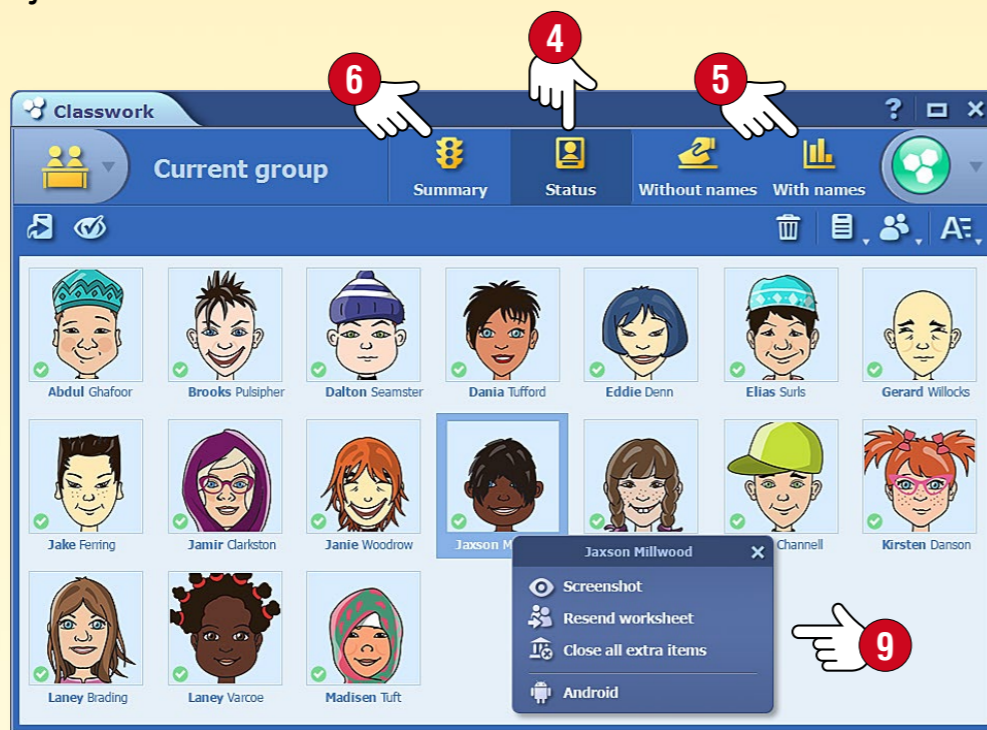 6
4
5
Classwork
?
Current group
Summary
Status
Without names
With names
A
Abdul Ghafoor
Brooks Pulsipher
Dalton Seamster
Dania Tufford
Eddie Denn
Elias Surls
Gerard Willocks
Jake Ferring
Jamir Clarkston
Janie Woodrow
Jaxson M
Channell
Kirsten Danson
Jaxson Millwood
Screenshot
Resend worksheet
Close all extra items
Android
9
Laney Brading
Laney Varcoe
Madisen Tuft